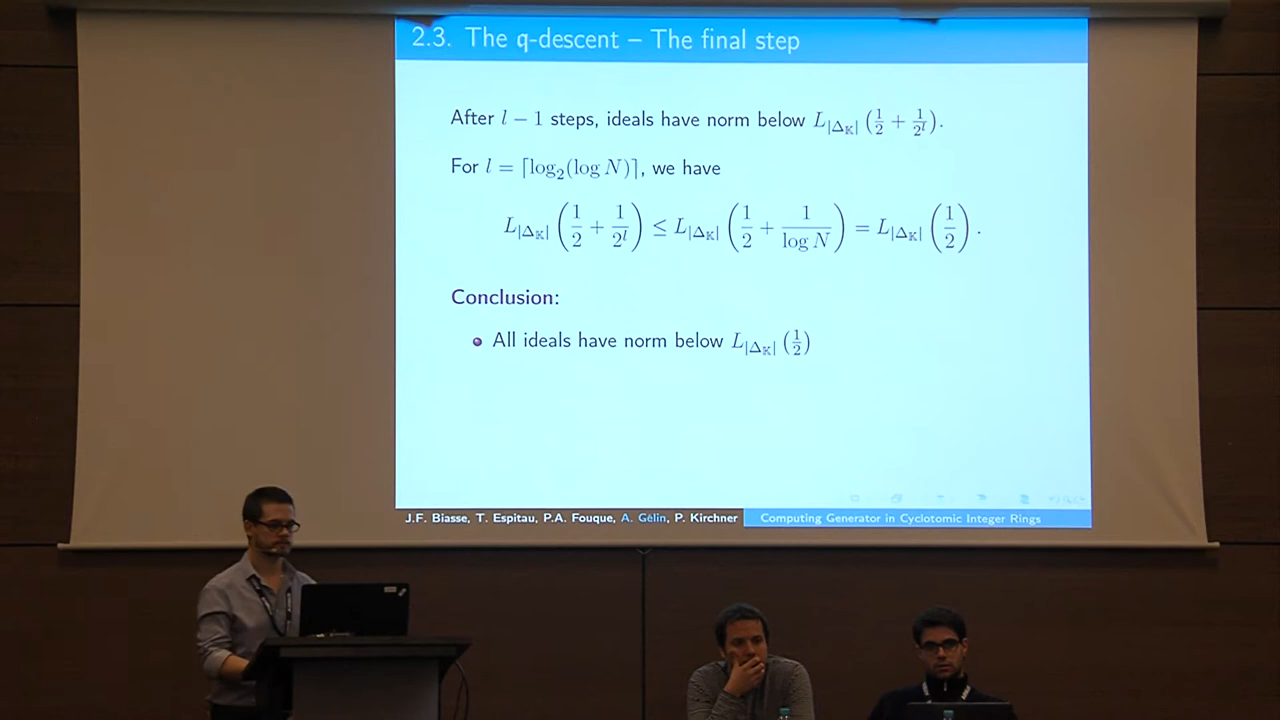 2.3. The q-descent – The final step
After l − 1 steps, ideals have norm below L_{|Δ_𝕂|} (1/2 + 1/2^l).
For l = ⌈log₂(log N)⌉, we have
L_{|Δ_𝕂|} (1/2 + 1/2^l) ≤ L_{|Δ_𝕂|} (1/2 + 1/log N) = L_{|Δ_𝕂|} (1/2).
Conclusion:
• All ideals have norm below L_{|Δ_𝕂|} (1/2)
J.F. Biasse, T. Espitau, P.A. Fouque, A. Gélin, P. Kirchner Computing Generator in Cyclotomic Integer Rings